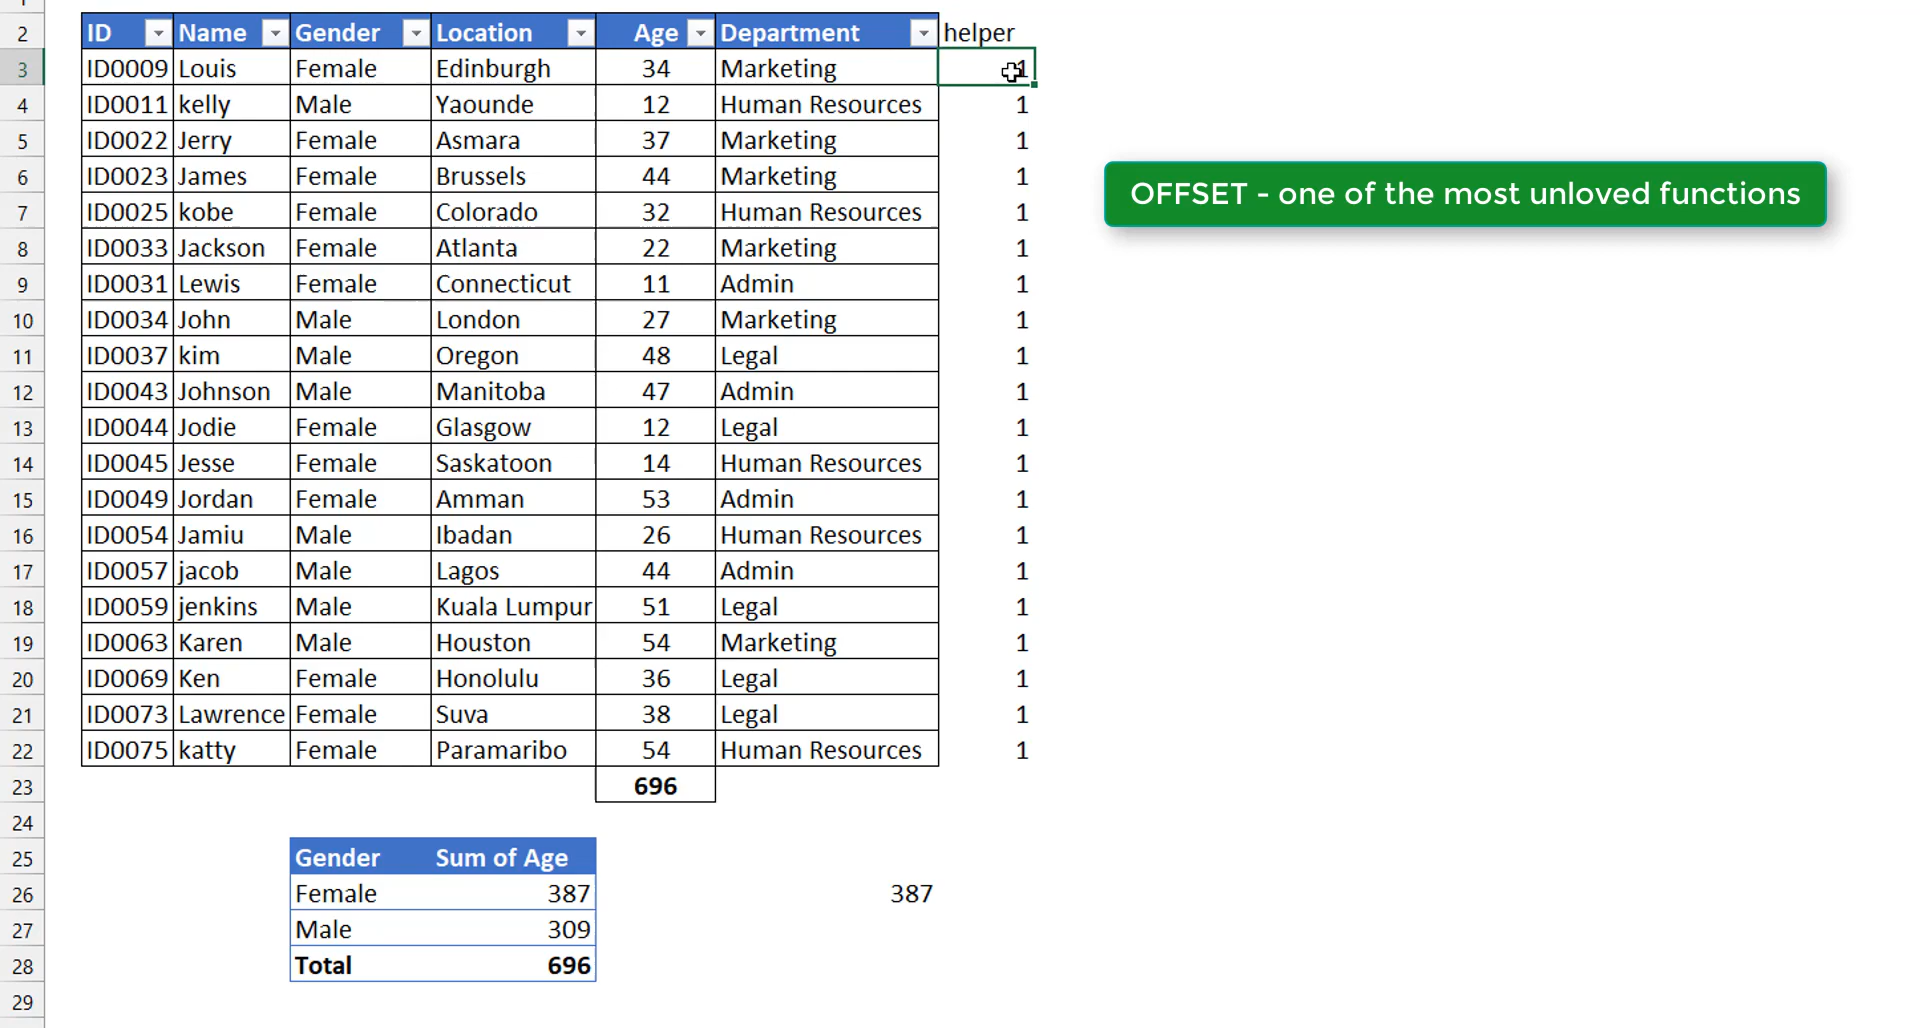 2 ID Name Gender Location Age Department helper
3 ID0009 Louis Female Edinburgh 34 Marketing 1
4 ID0011 kelly Male Yaounde 12 Human Resources 1
5 ID0022 Jerry Female Asmara 37 Marketing 1
6 ID0023 James Female Brussels 44 Marketing 1
OFFSET - one of the most unloved functions
7 ID0025 kobe Female Colorado 32 Human Resources 1
8 ID0033 Jackson Female Atlanta 22 Marketing 1
9 ID0031 Lewis Female Connecticut 11 Admin 1
10 ID0034 John Male London 27 Marketing 1
11 ID0037 kim Male Oregon 48 Legal 1
12 ID0043 Johnson Male Manitoba 47 Admin 1
13 ID0044 Jodie Female Glasgow 12 Legal 1
14 ID0045 Jesse Female Saskatoon 14 Human Resources 1
15 ID0049 Jordan Female Amman 53 Admin 1
16 ID0054 Jamiu Male Ibadan 26 Human Resources 1
17 ID0057 jacob Male Lagos 44 Admin 1
18 ID0059 jenkins Male Kuala Lumpur 51 Legal 1
19 ID0063 Karen Male Houston 54 Marketing 1
20 ID0069 Ken Female Honolulu 36 Legal 1
21 ID0073 Lawrence Female Suva 38 Legal 1
22 ID0075 katty Female Paramaribo 54 Human Resources 1
23 696
24
25 Gender Sum of Age
26 Female 387 387
27 Male 309
28 Total 696
29